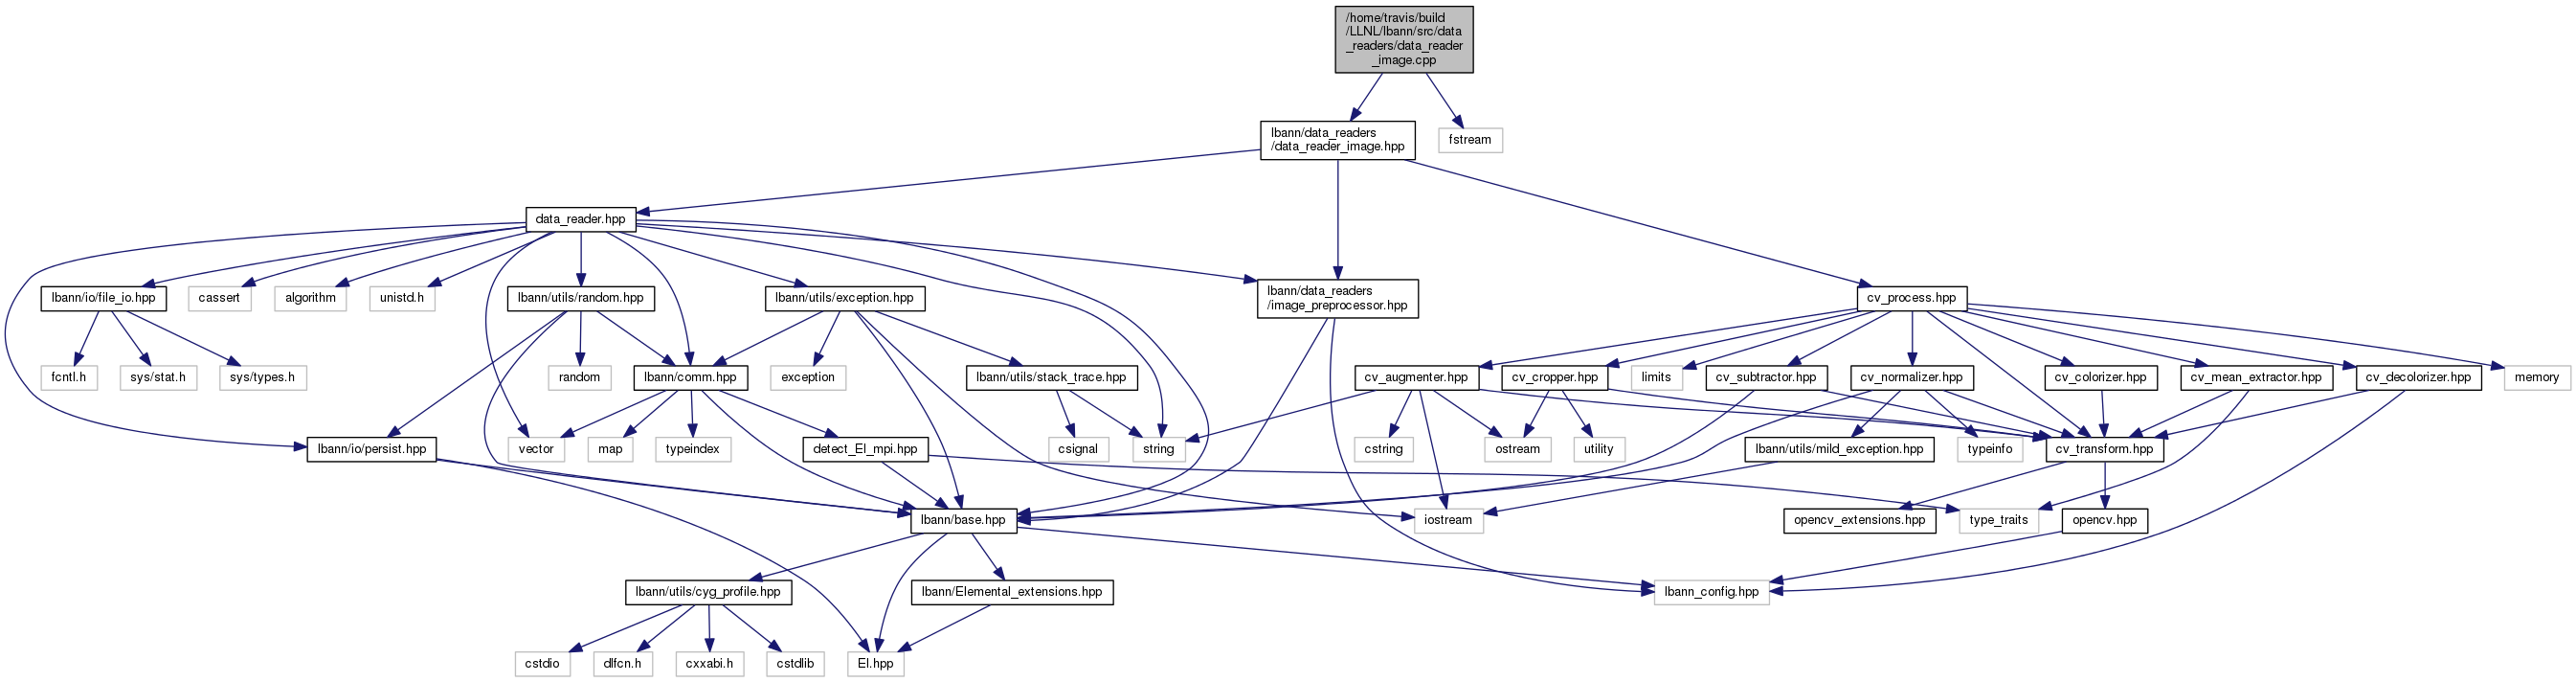 /home/travis/build
/LLNL/lbann/src/data
_readers/data_reader
_image.cpp
lbann/data_readers
/data_reader_image.hpp
fstream
data_reader.hpp
lbann/io/file_io.hpp
cassert
algorithm
unistd.h
lbann/utils/random.hpp
lbann/utils/exception.hpp
lbann/data_readers
/image_preprocessor.hpp
cv_process.hpp
fcntl.h
sys/stat.h
sys/types.h
random
lbann/comm.hpp
exception
lbann/utils/stack_trace.hpp
cv_augmenter.hpp
cv_cropper.hpp
limits
cv_subtractor.hpp
cv_normalizer.hpp
cv_colorizer.hpp
cv_mean_extractor.hpp
cv_decolorizer.hpp
memory
lbann/io/persist.hpp
vector
map
typeindex
detect_El_mpi.hpp
csignal
string
cstring
ostream
utility
lbann/utils/mild_exception.hpp
typeinfo
cv_transform.hpp
lbann/base.hpp
iostream
opencv_extensions.hpp
type_traits
opencv.hpp
lbann/utils/cyg_profile.hpp
lbann/Elemental_extensions.hpp
lbann_config.hpp
cstdio
dlfcn.h
cxxabi.h
cstdlib
El.hpp